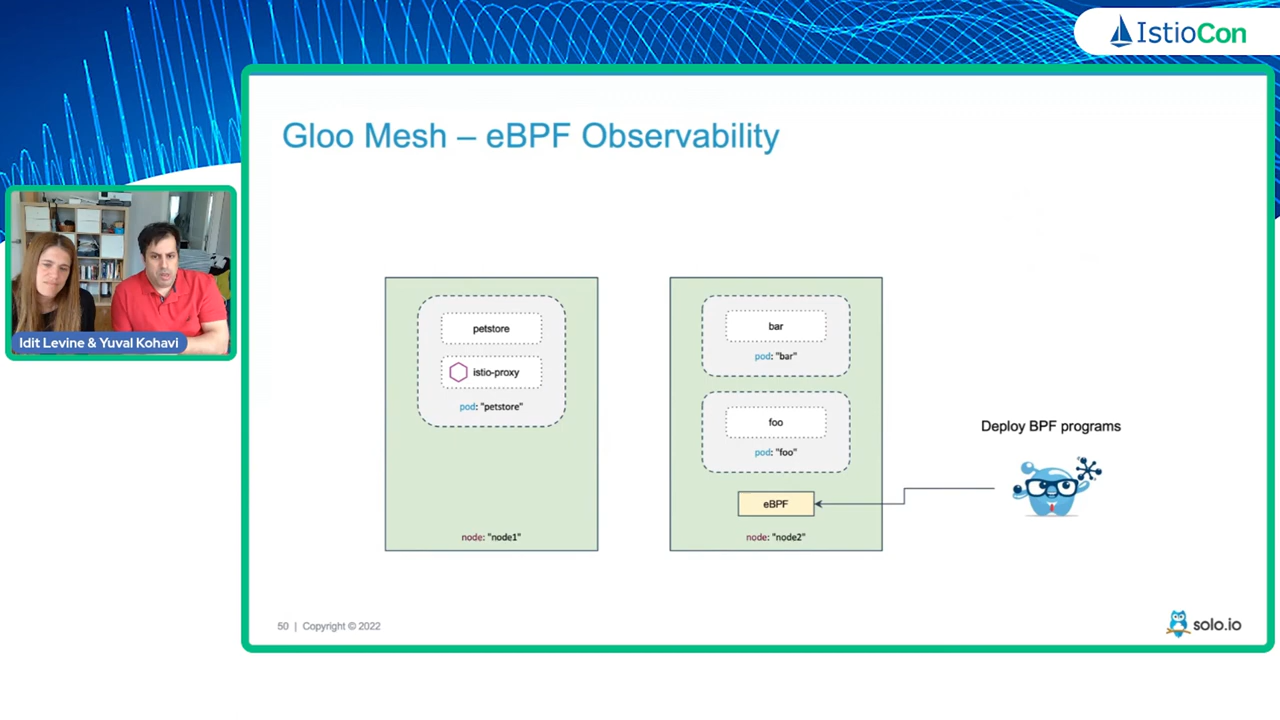 IstioCon
Gloo Mesh – eBPF Observability
Idit Levine & Yuval Kohavi
petstore
istio-proxy
pod: "petstore"
node: "node1"
bar
pod: "bar"
foo
pod: "foo"
eBPF
node: "node2"
Deploy BPF programs
50 | Copyright © 2022
solo.io